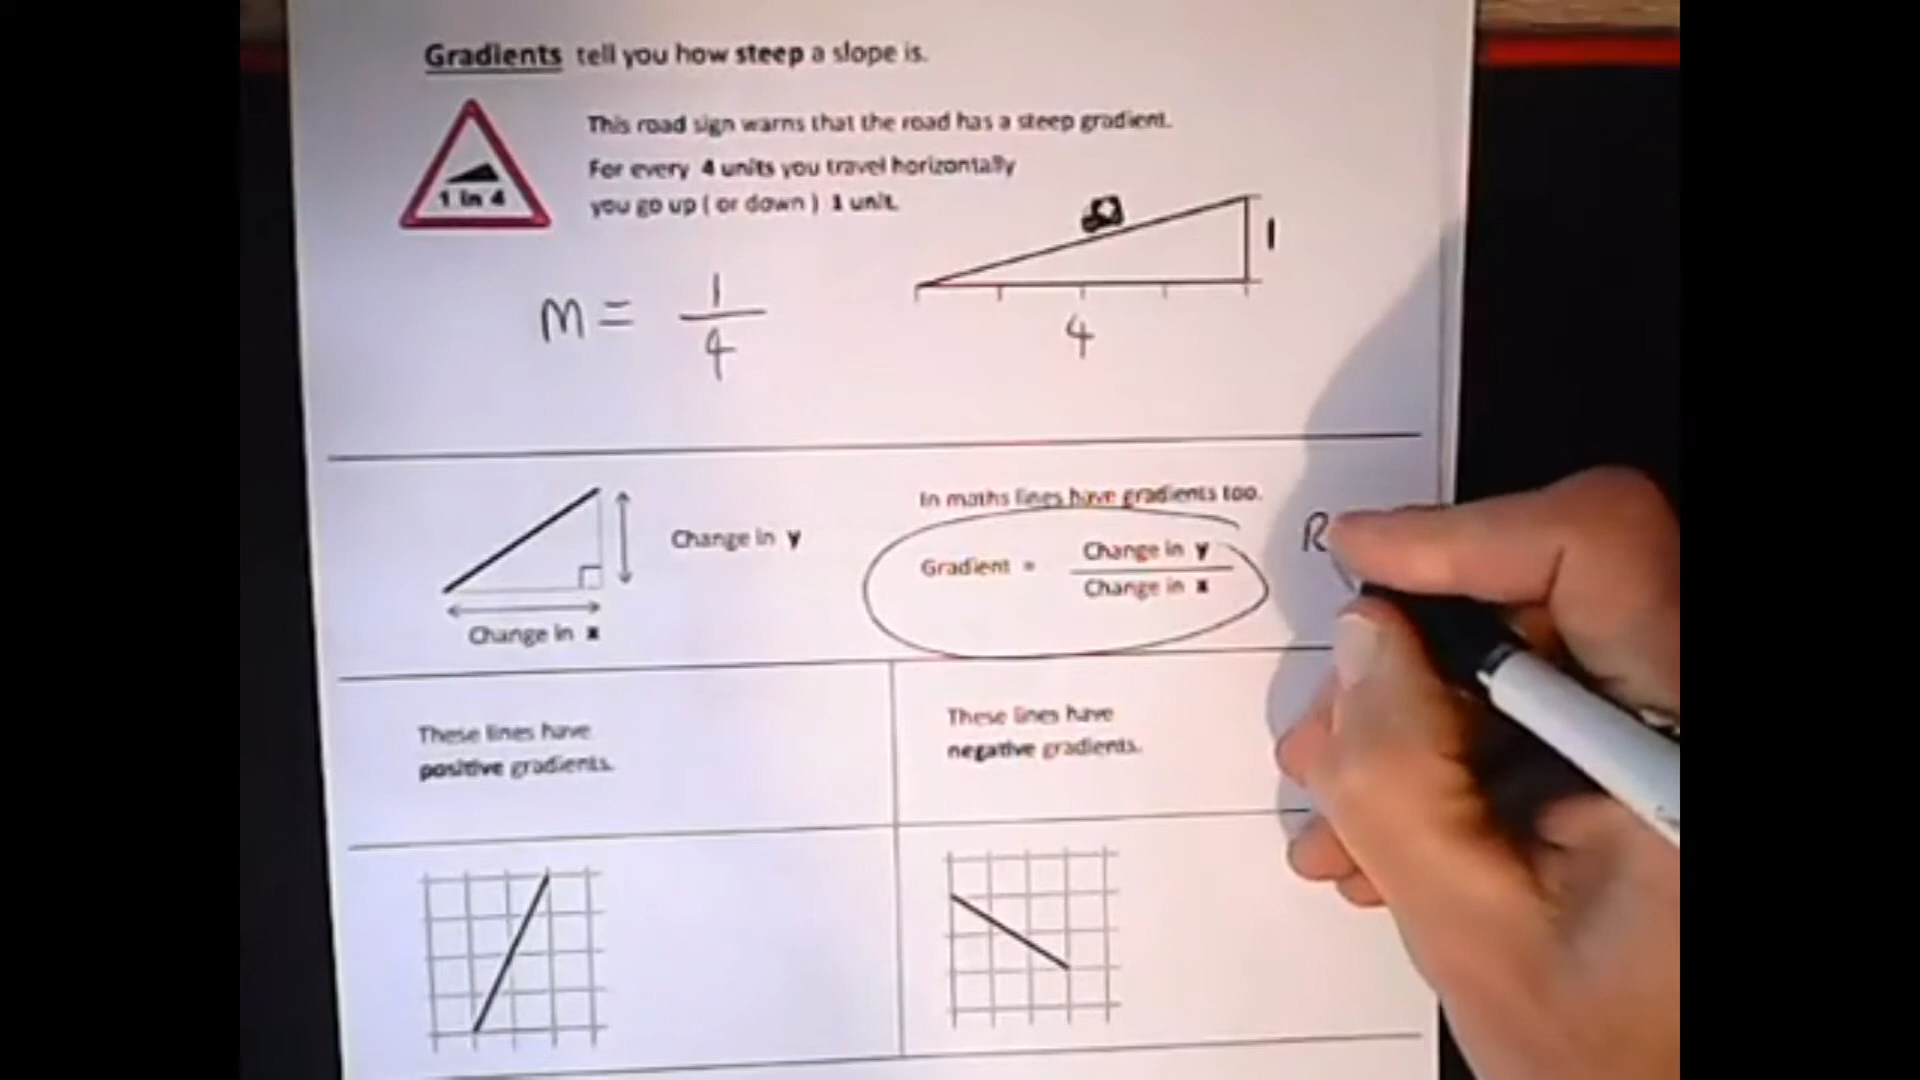 Gradients tell you how steep a slope is.
This road sign warns that the road has a steep gradient.
For every 4 units you travel horizontally
you go up ( or down ) 1 unit.
1 in 4
1
m = 1
4
4
In maths lines have gradients too.
Change in y
Gradient = Change in y
Change in x
R
Change in x
These lines have
positive gradients.
These lines have
negative gradients.